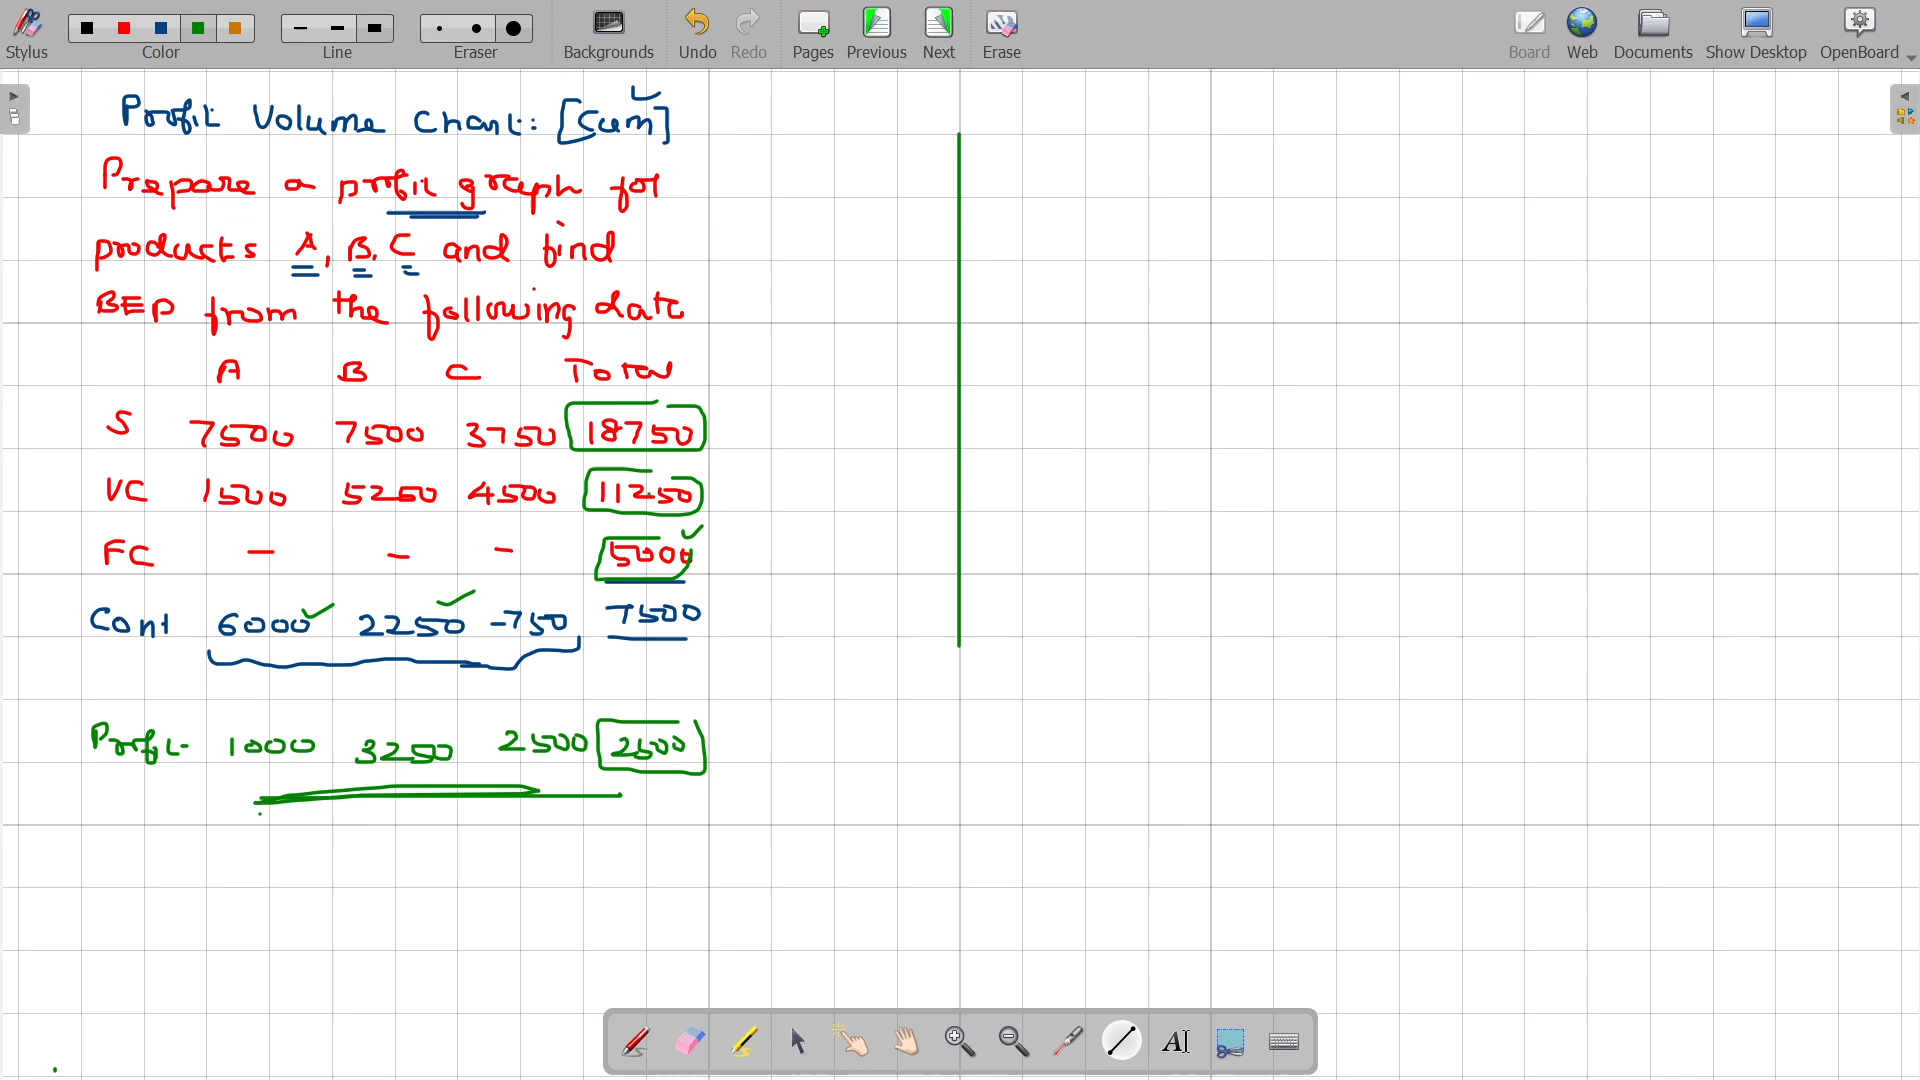 Stylus Color Line Eraser Backgrounds Undo Redo Pages Previous Next Erase Board Web Documents Show Desktop OpenBoard
Profit Volume Chart: [Cum]
Prepare a profit graph for
products A, B, C and find
BEP from the following data
A B C Total
S 7500 7500 3750 18750
VC 1500 5250 4500 11250
FC - - - 5000
Cont 6000 2250 -750 7500
Profit 1000 3250 2500 2500